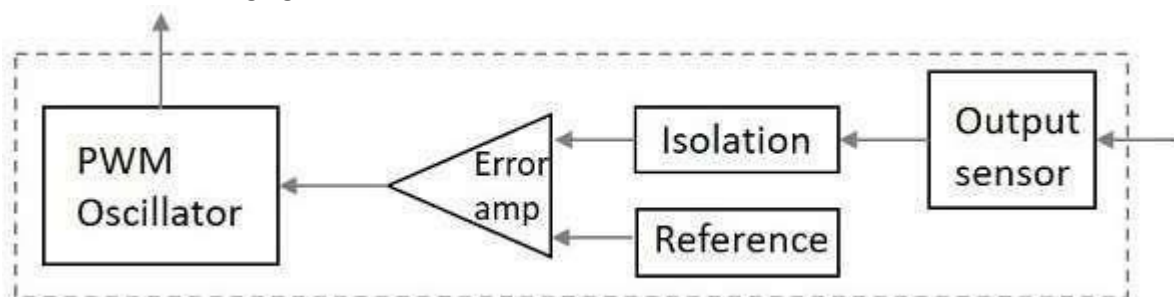 PWM
Oscillator
Error
amp
Isolation
Reference
Output
sensor